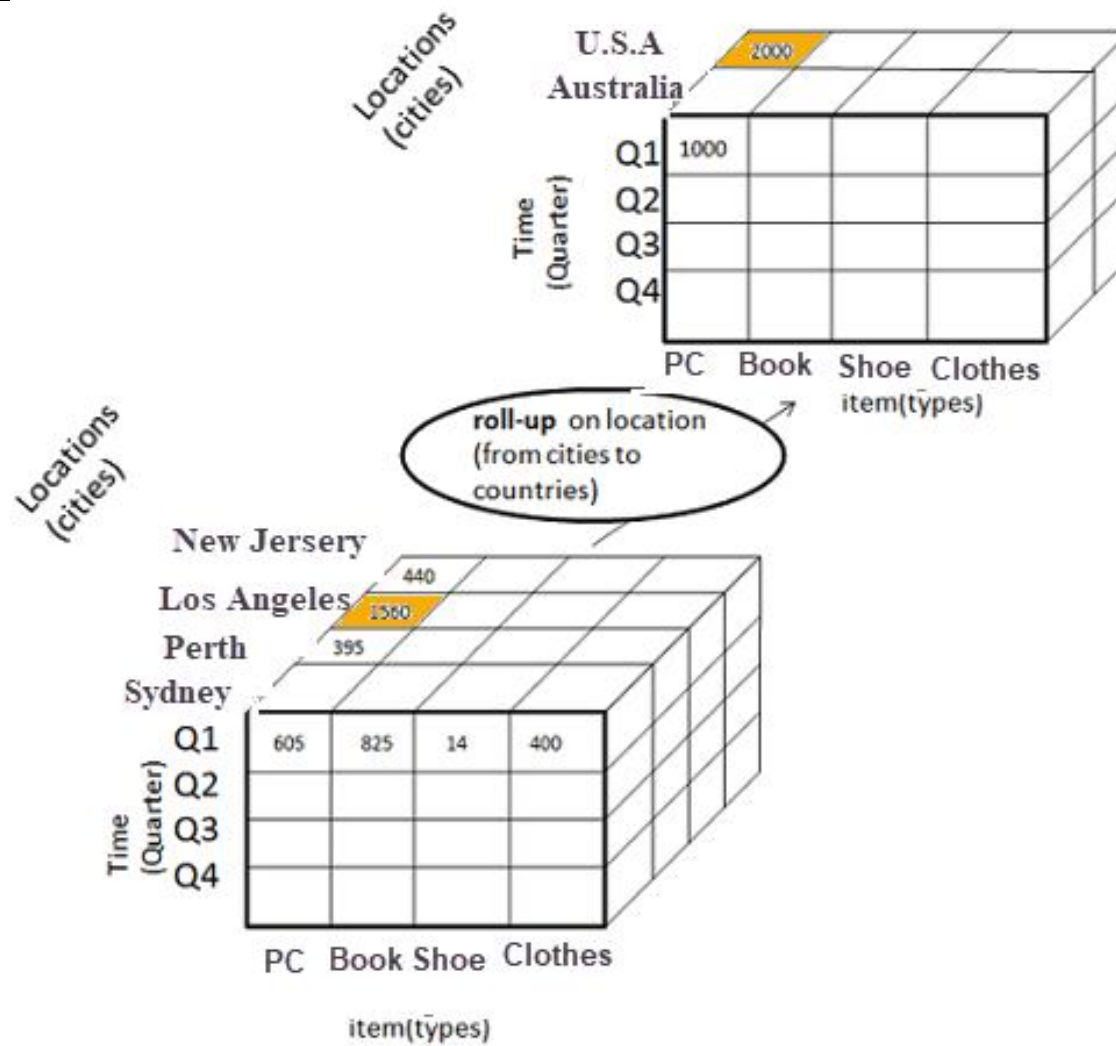 Locations
(cities)
U.S.A
2000
Australia
Q1
1000
Q2
Q3
Q4
Time
(Quarter)
PC Book Shoe Clothes
item(types)
roll-up on location
(from cities to
countries)
Locations
(cities)
New Jersery
440
Los Angeles
1560
Perth
395
Sydney
Q1
605 825 14 400
Q2
Q3
Q4
Time
(Quarter)
PC Book Shoe Clothes
item(types)